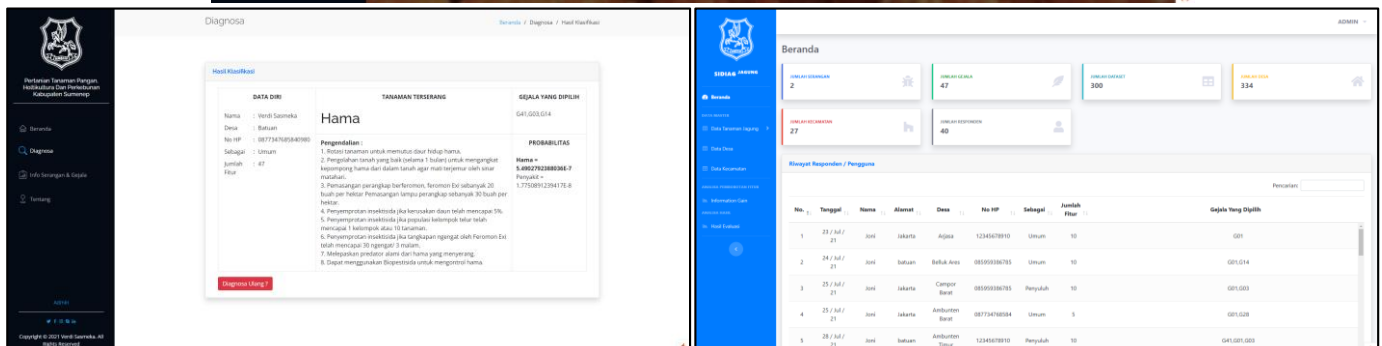 Diagnosa
Beranda / Diagnosa / Hasil Klasifikasi
Pertanian Tanaman Pangan,
Holtikultura Dan Perkebunan
Kabupaten Sumenep
Beranda
Diagnosa
Info Serangan & Gejala
Tentang
Admin
Copyright © 2021 Verdi Sasmeka. All
Rights Reserved
Hasil Klasifikasi
DATA DIRI
TANAMAN TERSERANG
GEJALA YANG DIPILIH
Nama : Verdi Sasmeka
Desa : Batuan
No HP : 0877347685840985
Sebagai : Umum
Jumlah : 47
Fitur
Hama
Pengendalian :
1. Rotasi tanaman untuk memutus daur hidup hama.
2. Pengolahan tanah yang baik (selama 1 bulan) untuk mengangkat
kepompong hama dari dalam tanah agar mati terjemur oleh sinar
matahari.
3. Pemasangan perangkap berferomon, feromon Exi sebanyak 20
buah per hektar Pemasangan lampu perangkap sebanyak 30 buah per
hektar.
4. Penyemprotan insektisida jika kerusakan daun telah mencapai 5%.
5. Penyemprotan insektisida jika populasi kelompok telur telah
mencapai 1 kelompok atau 10 tanaman.
6. Penyemprotan insektisida jika tangkapan ngengat oleh Feromon Exi
telah mencapai 30 ngengat/ 3 malam.
7. Melepaskan predator alami dari hama yang menyerang.
8. Dapat menggunakan Biopestisida untuk mengontrol hama.
G41,G03,G14
PROBABILITAS
Hama =
5.4902792388036E-7
Penyakit =
1.7750891239417E-8
Diagnosa Ulang ?
SIDIAG JAGUNG
Beranda
Data Tanaman Jagung
Data Desa
Data Kecamatan
Information Gain
Hasil Evaluasi
ADMIN
Beranda
JUMLAH SERANGAN
2
JUMLAH GEJALA
47
JUMLAH DATASET
300
JUMLAH DESA
334
JUMLAH KECAMATAN
27
JUMLAH RESPONDEN
40
Riwayat Responden / Pengguna
Pencarian:
No. Tanggal Nama Alamat Desa No HP Sebagai Jumlah Fitur Gejala Yang Dipilih
1 23 / Jul / 21 Joni Jakarta Arjasa 12345678910 Umum 10 G01
2 24 / Jul / 21 Joni batuan Belluk Ares 085959386785 Umum 10 G01,G14
3 25 / Jul / 21 Joni Jakarta Campor Barat 085959386785 Penyuluh 10 G01,G03
4 25 / Jul / 21 Joni Jakarta Ambunten Barat 087734768584 Umum 5 G01,G28
5 28 / Jul / 21 Joni batuan Ambunten Timur 12345678910 Penyuluh 10 G41,G01,G03